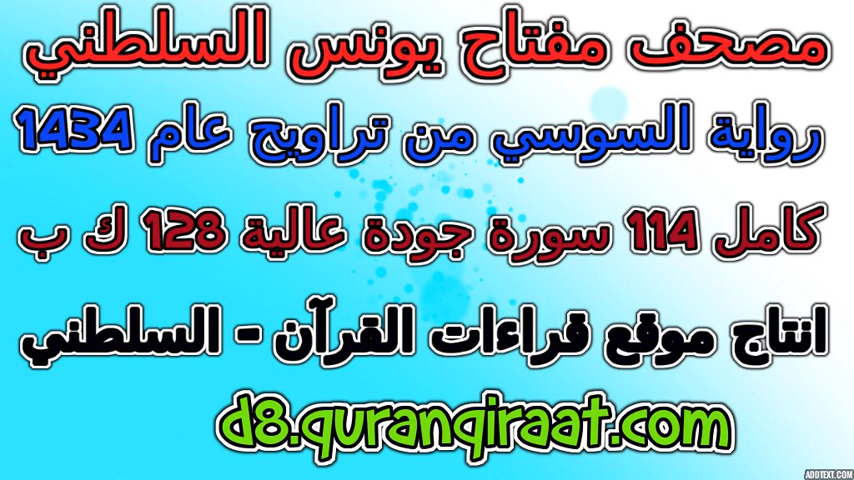 مصحف مفتاح يونس السلطني
رواية السوسي من تراويح عام 1434
كامل 114 سورة جودة عالية 128 ك ب
انتاج موقع قراءات القرآن - السلطني
d8.quranqiraat.com
ADDTEXT.COM